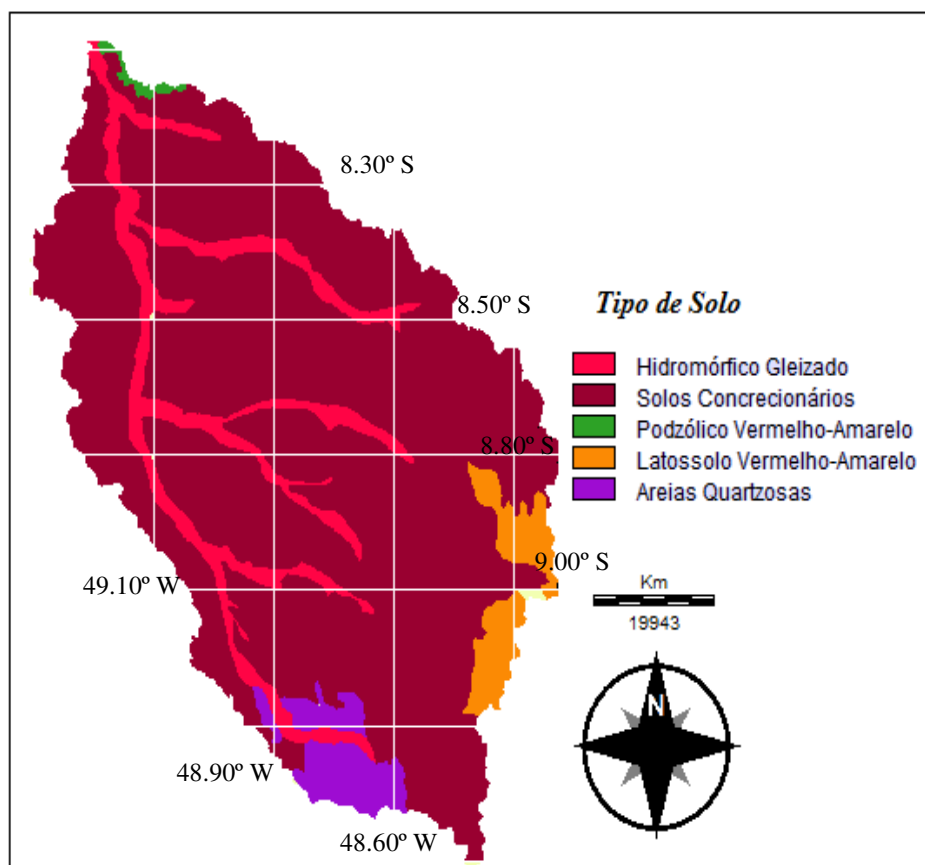 8.30º S
8.50º S
8.80º S
9.00º S
49.10º W
48.90º W
48.60º W
Tipo de Solo
Hidromórfico Gleizado
Solos Concrecionários
Podzólico Vermelho-Amarelo
Latossolo Vermelho-Amarelo
Areias Quartzosas
Km
19943
N